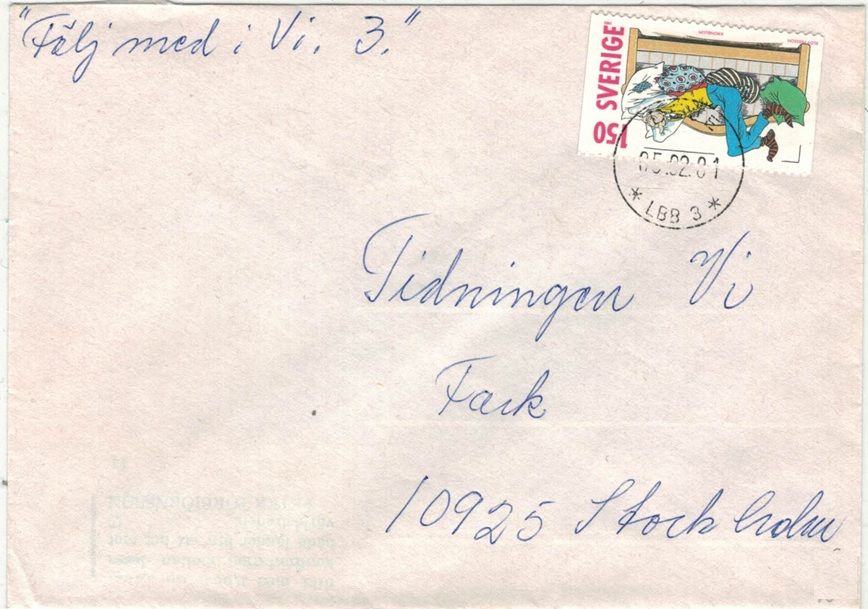 "Följ med i Vi. 3."
SVERIGE
150
05.02.81
* LBB 3 *
Tidningen Vi
Fack
10925 Stockholm